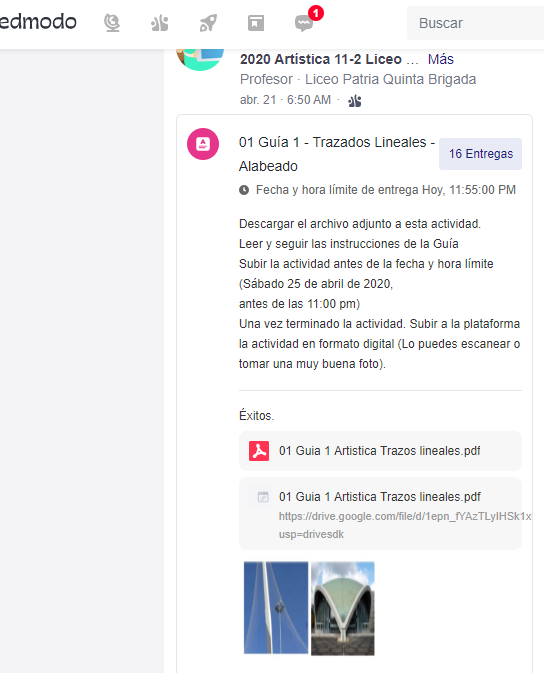 edmodo
1
Buscar
2020 Artística 11-2 Liceo ... Más
Profesor · Liceo Patria Quinta Brigada
abr. 21 · 6:50 AM ·
01 Guía 1 - Trazados Lineales -
Alabeado
16 Entregas
Fecha y hora límite de entrega Hoy, 11:55:00 PM
Descargar el archivo adjunto a esta actividad.
Leer y seguir las instrucciones de la Guía
Subir la actividad antes de la fecha y hora límite
(Sábado 25 de abril de 2020,
antes de las 11:00 pm)
Una vez terminado la actividad. Subir a la plataforma
la actividad en formato digital (Lo puedes escanear o
tomar una muy buena foto).
Éxitos.
01 Guia 1 Artistica Trazos lineales.pdf
01 Guia 1 Artistica Trazos lineales.pdf
https://drive.google.com/file/d/1epn_fYAzTLyIHSk1x
usp=drivesdk